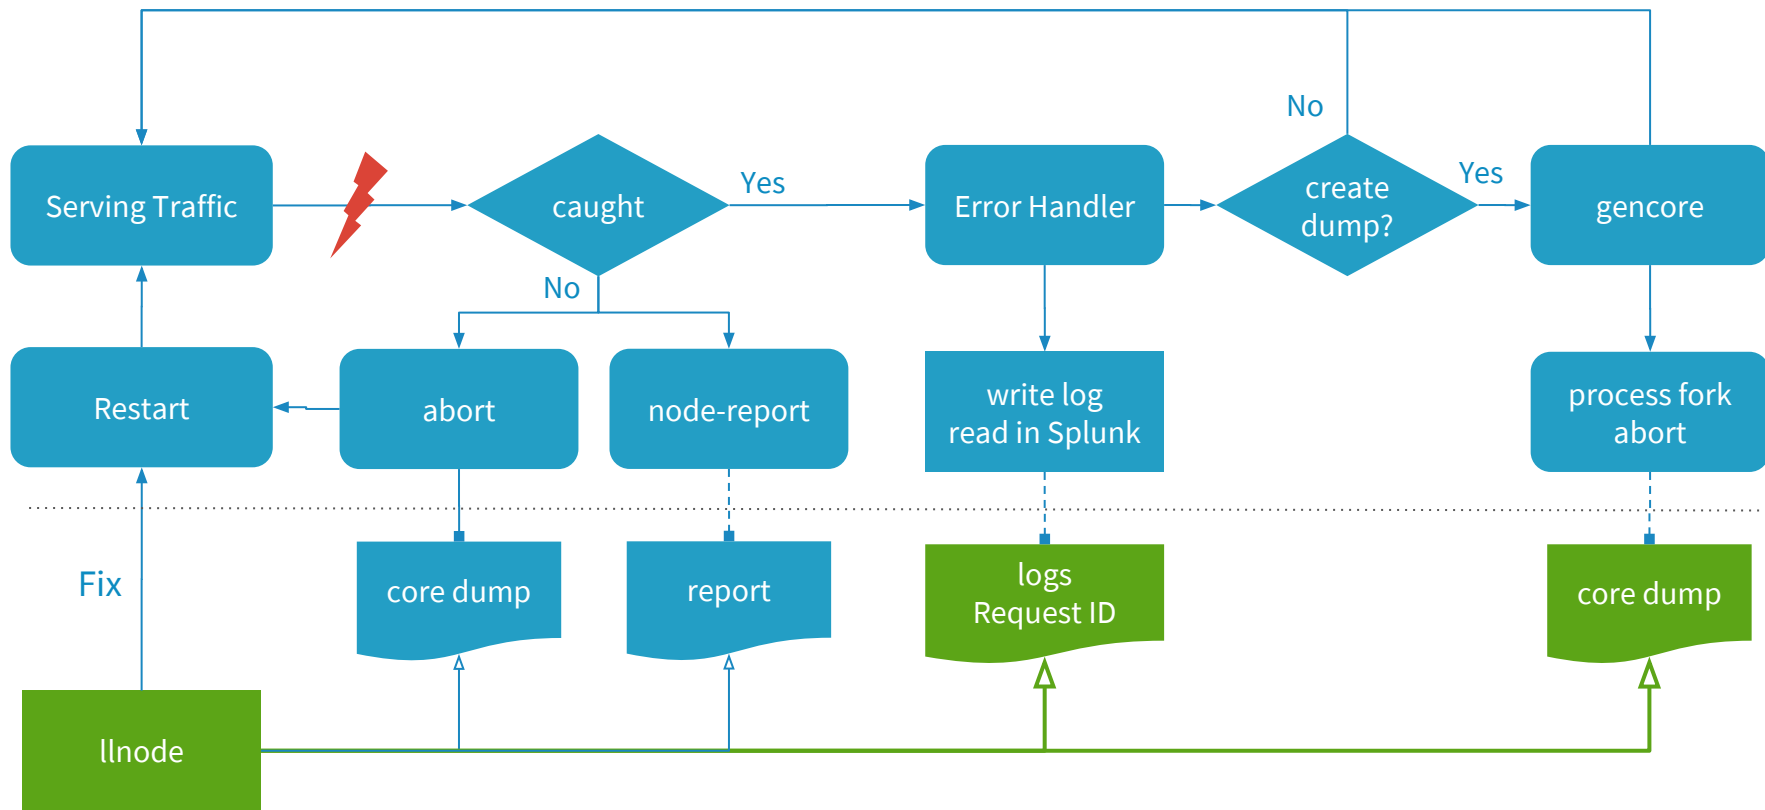 No
Yes
Yes
Serving Traffic
caught
Error Handler
create
dump?
gencore
No
Restart
abort
node-report
write log
read in Splunk
process fork
abort
Fix
core dump
report
logs
Request ID
core dump
llnode